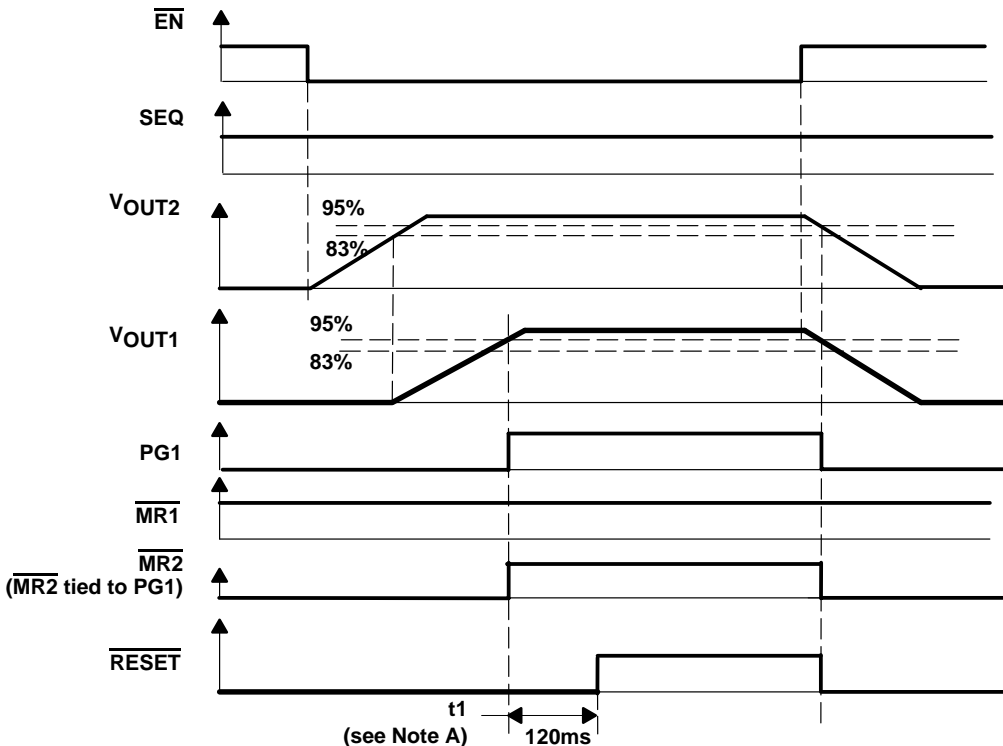 EN
SEQ
VOUT2
95%
83%
VOUT1
95%
83%
PG1
MR1
MR2
(MR2 tied to PG1)
RESET
t1
(see Note A)
120ms